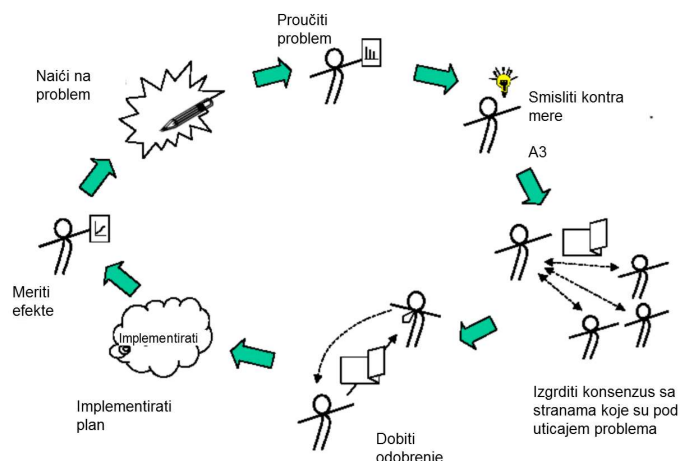 Naići na
problem
Proučiti
problem
Smisliti kontra
mere
A3
Izgrditi konsenzus sa
stranama koje su pod
uticajem problema
Dobiti
odobrenje
Implementirati
Implementirati
plan
Meriti
efekte